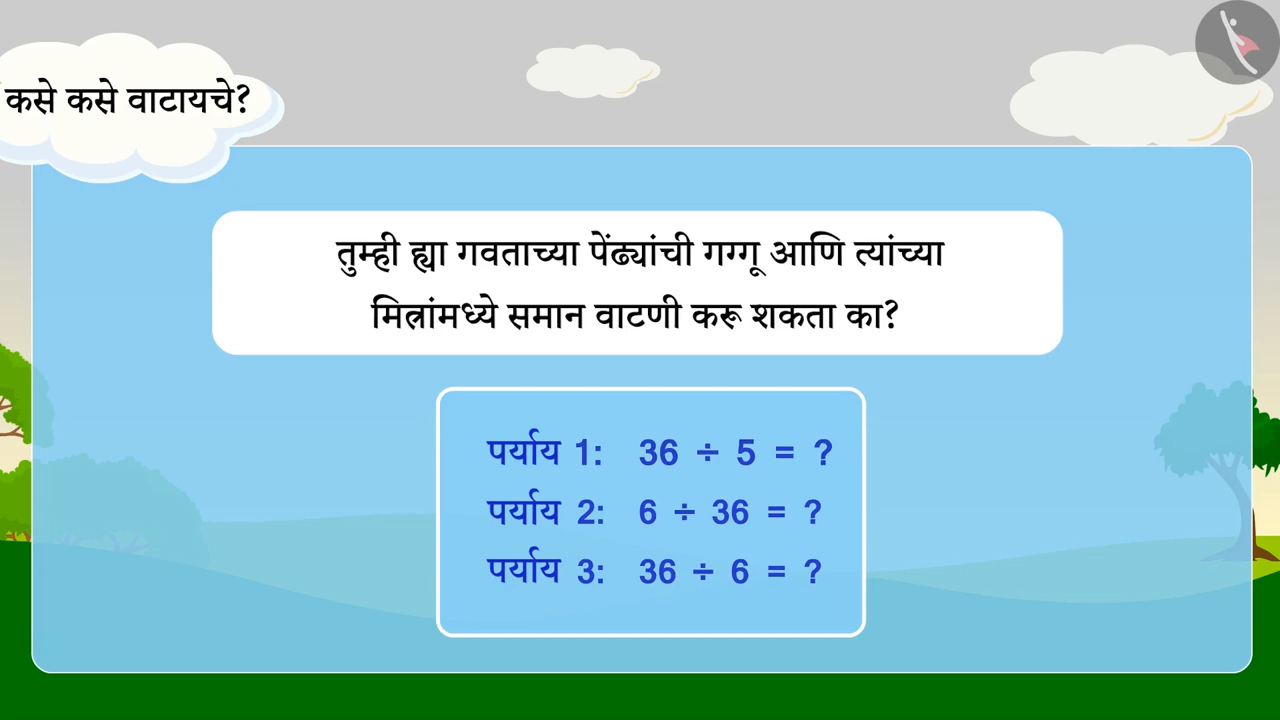 कसे कसे वाटायचे?
तुम्ही ह्या गवताच्या पेंढ्यांची गग्गू आणि त्यांच्या
मित्रांमध्ये समान वाटणी करू शकता का?
पर्याय 1: 36 ÷ 5 = ?
पर्याय 2: 6 ÷ 36 = ?
पर्याय 3: 36 ÷ 6 = ?